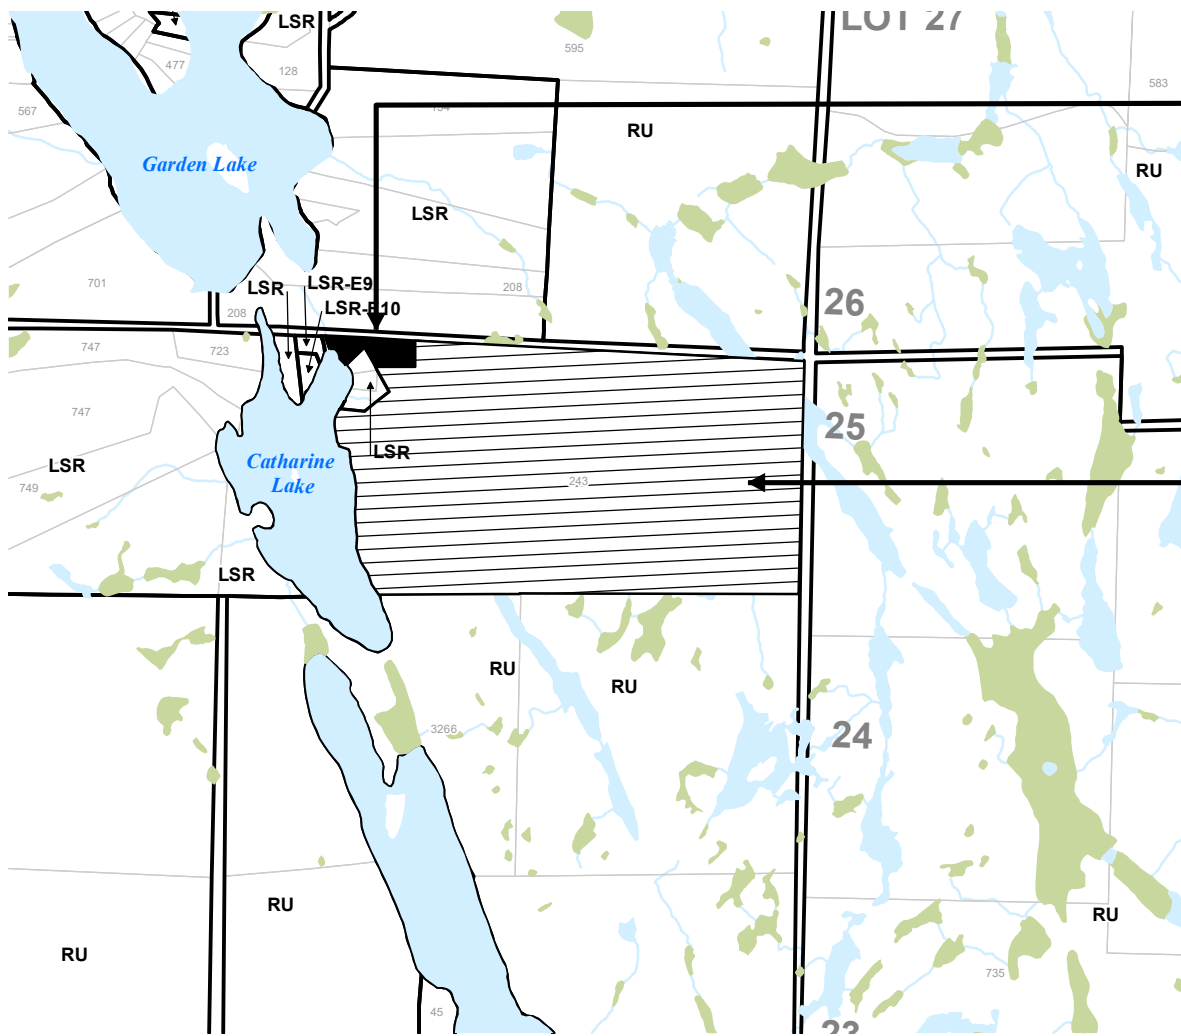 LOT 27
LSR
595
477
128
583
567
134
RU
Garden Lake
RU
LSR
701
LSR
LSR-E9
208
LSR-E10
26
208
747
723
747
25
LSR
LSR
Catharine
Lake
243
749
LSR
RU
RU
3266
24
RU
RU
RU
735
45
23